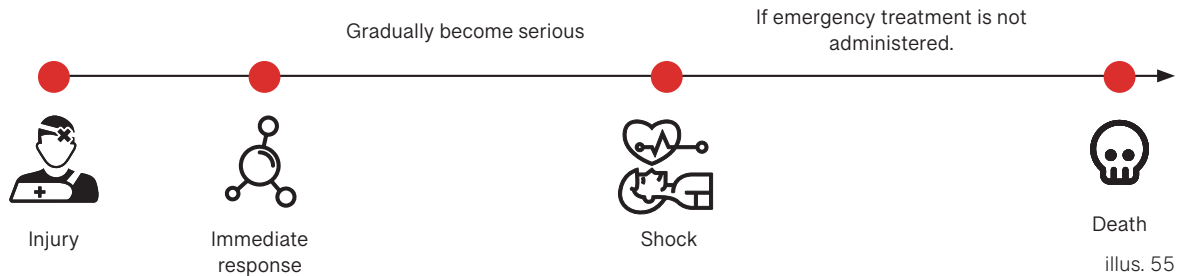 Gradually become serious
If emergency treatment is not
administered.
Injury
Immediate
response
Shock
Death
illus. 55